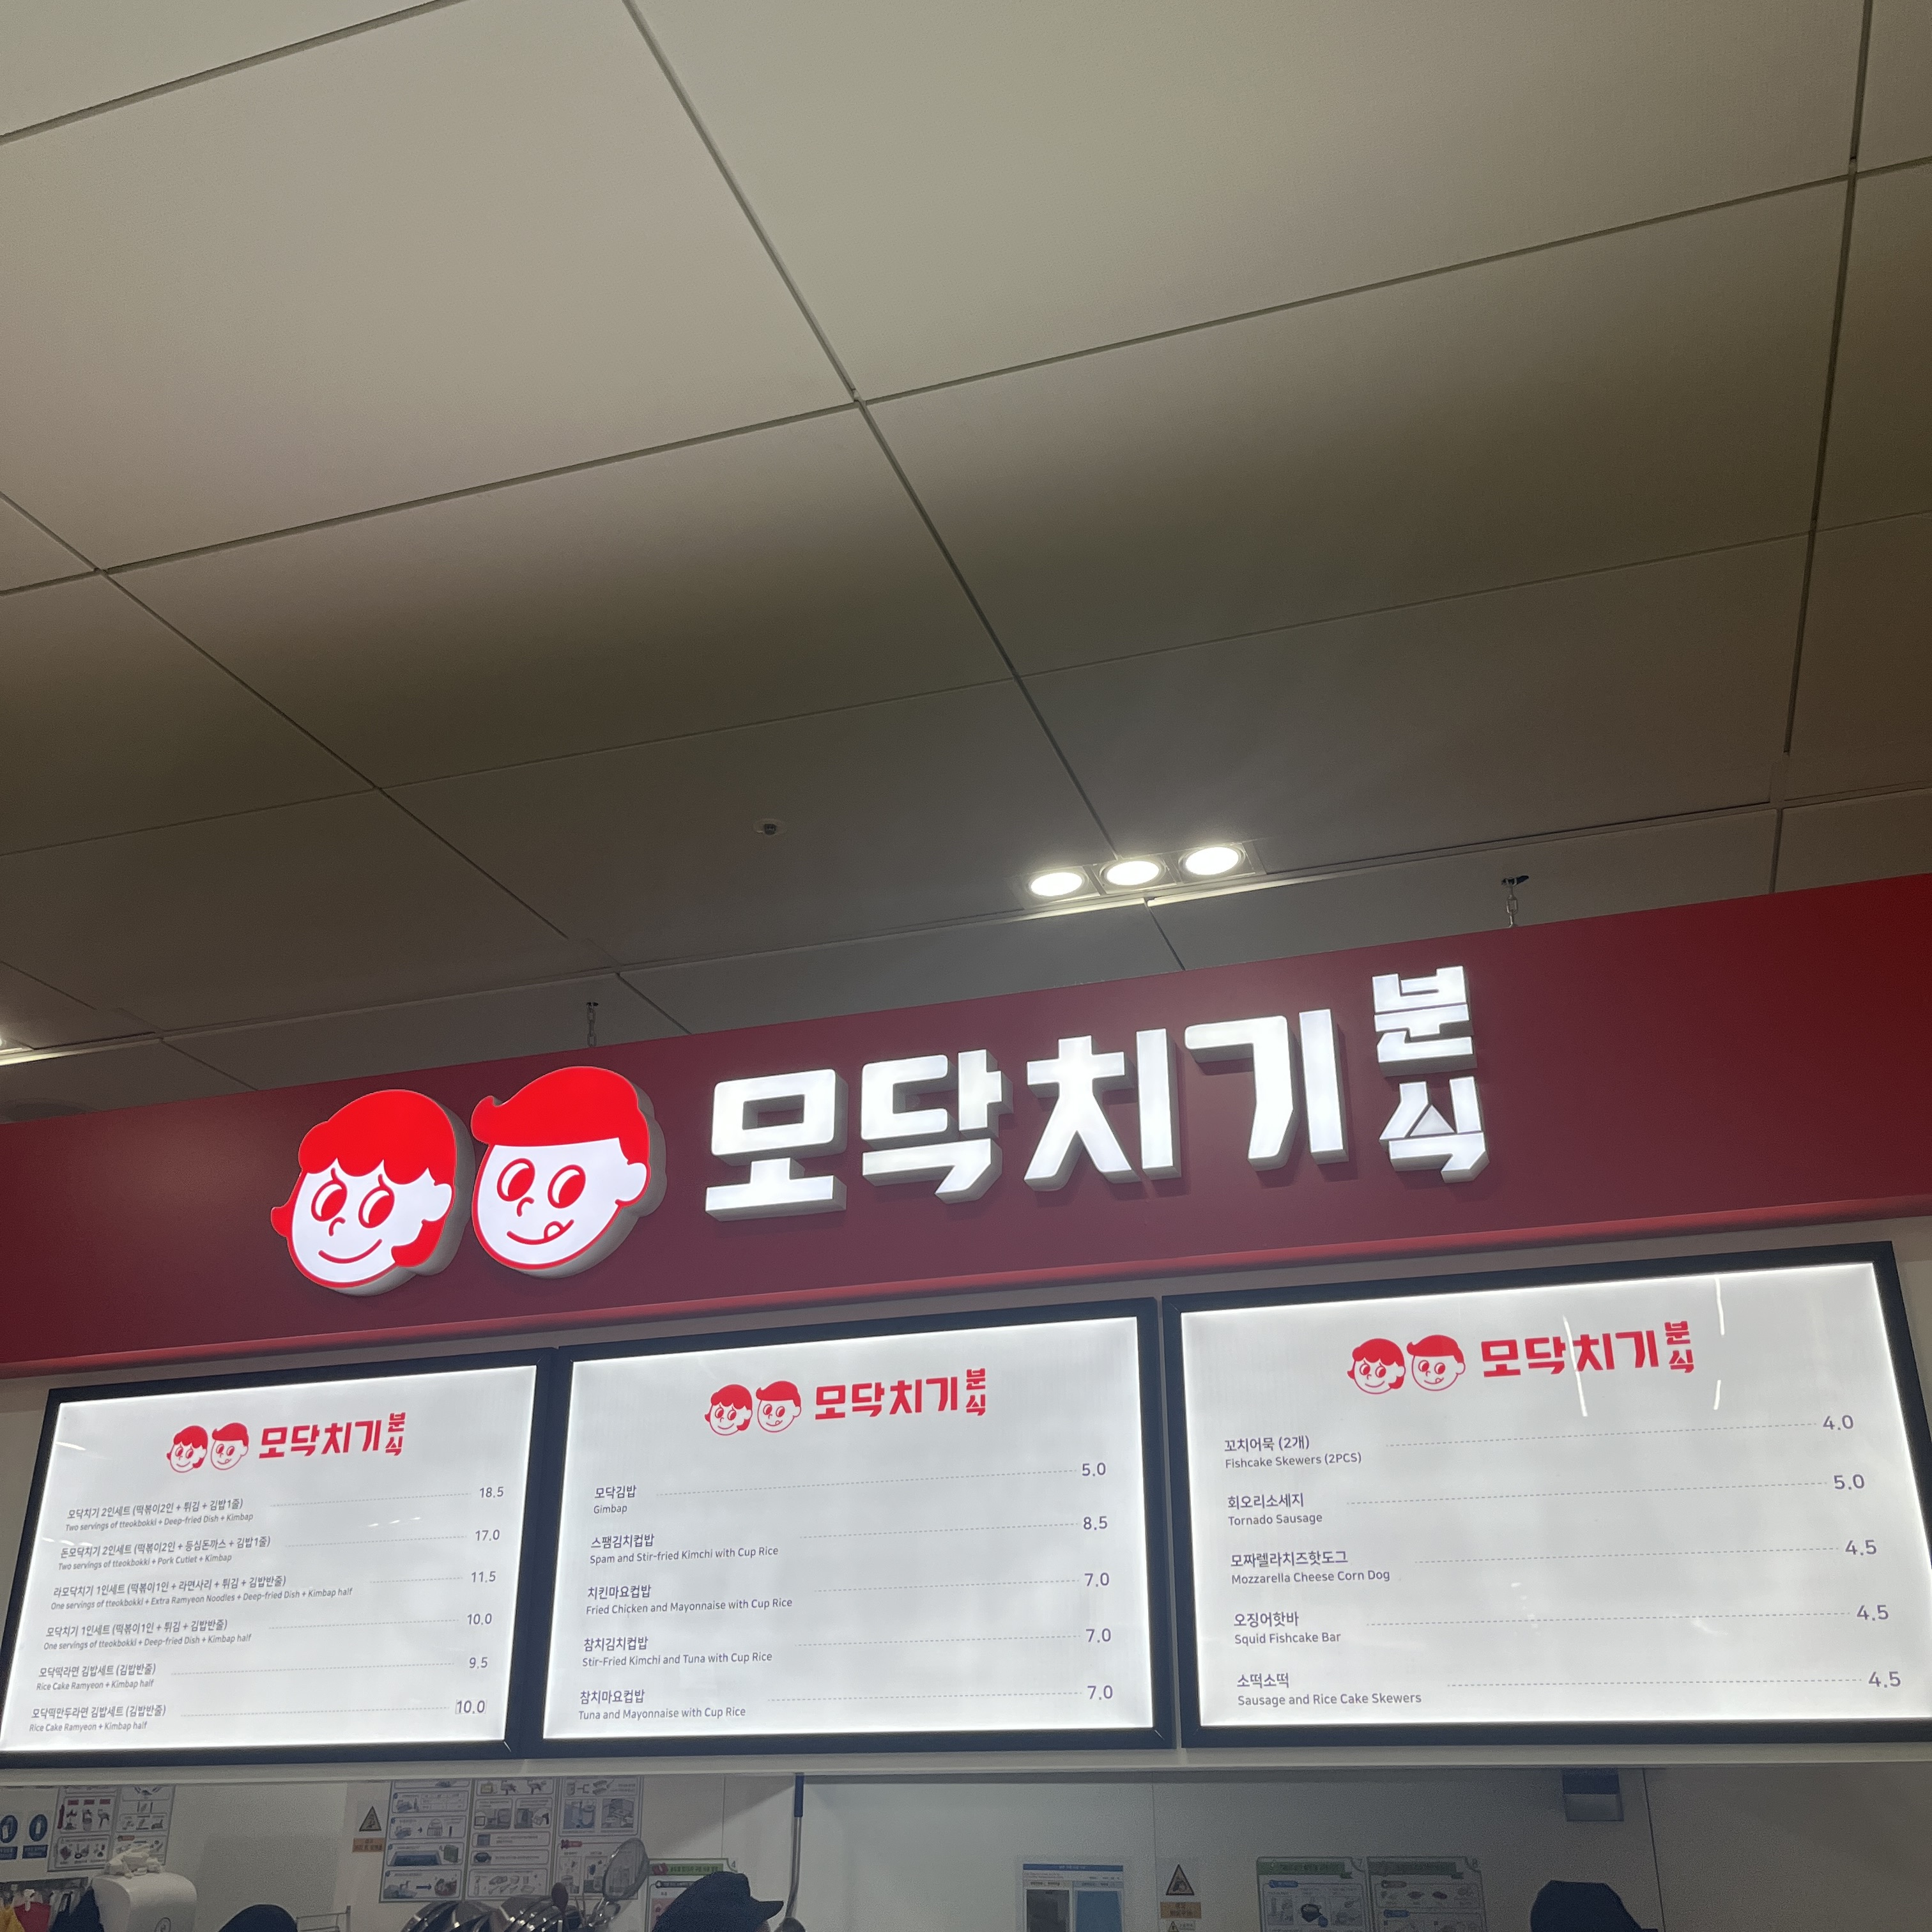 모닥치기 분식
모닥치기 분식
모닥치기 2인세트 (떡볶이2인 + 튀김 + 김밥1줄) 18.5
Two servings of tteokbokki + Deep-fried Dish + Kimbap
돈모닥치기 2인세트 (떡볶이2인 + 등심돈까스 + 김밥1줄) 17.0
Two servings of tteokbokki + Pork Cutlet + Kimbap
라모닥치기 1인세트 (떡볶이1인 + 라면사리 + 튀김 + 김밥반줄) 11.5
One servings of tteokbokki + Extra Ramyeon Noodles + Deep-fried Dish + Kimbap half
모닥치기 1인세트 (떡볶이1인 + 튀김 + 김밥반줄) 10.0
One servings of tteokbokki + Deep-fried Dish + Kimbap half
모닥떡라면 김밥세트 (김밥반줄) 9.5
Rice Cake Ramyeon + Kimbap half
모닥떡만두라면 김밥세트 (김밥반줄) 10.0
Rice Cake Ramyeon + Kimbap half
모닥치기 분식
모닥김밥 5.0
Gimbap
스팸김치컵밥 8.5
Spam and Stir-fried Kimchi with Cup Rice
치킨마요컵밥 7.0
Fried Chicken and Mayonnaise with Cup Rice
참치김치컵밥 7.0
Stir-Fried Kimchi and Tuna with Cup Rice
참치마요컵밥 7.0
Tuna and Mayonnaise with Cup Rice
모닥치기 분식
꼬치어묵 (2개) 4.0
Fishcake Skewers (2PCS)
회오리소세지 5.0
Tornado Sausage
모짜렐라치즈핫도그 4.5
Mozzarella Cheese Corn Dog
오징어핫바 4.5
Squid Fishcake Bar
소떡소떡 4.5
Sausage and Rice Cake Skewers